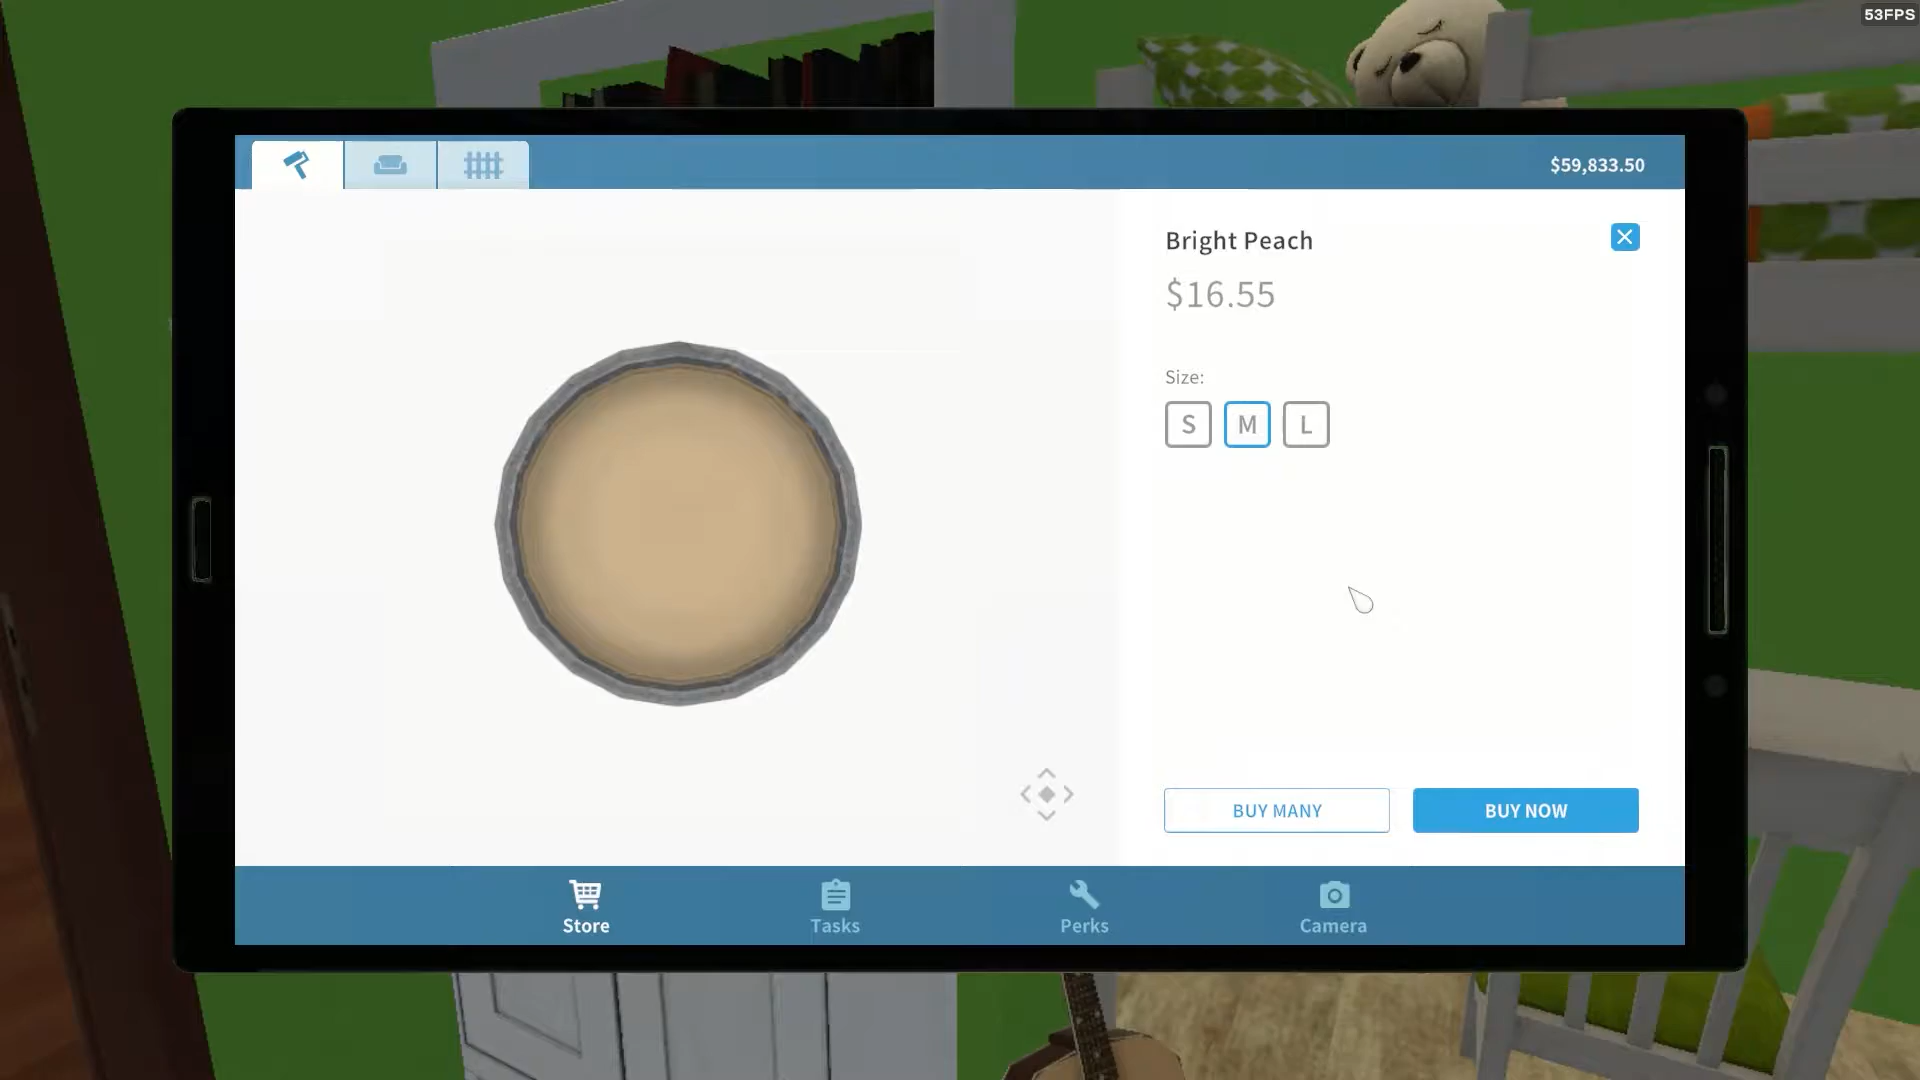 53FPS
$59,833.50
Bright Peach
$16.55
Size:
S M L
BUY MANY BUY NOW
Store Tasks Perks Camera